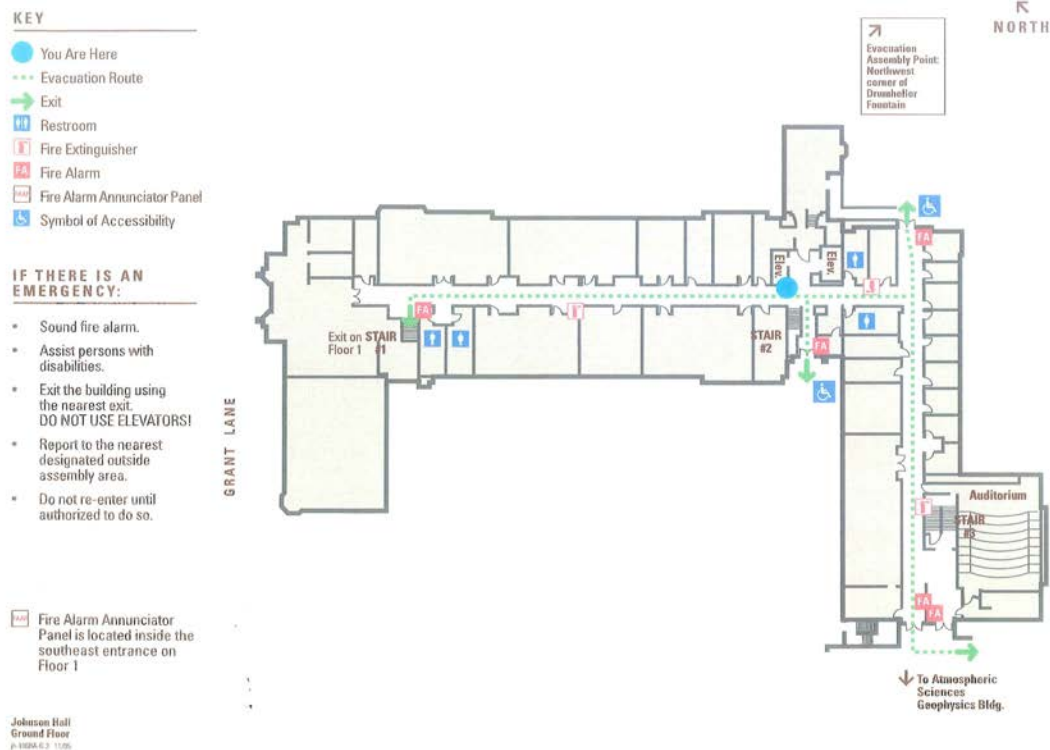 KEY
You Are Here
Evacuation Route
Exit
Restroom
Fire Extinguisher
FA Fire Alarm
FAAP Fire Alarm Annunciator Panel
Symbol of Accessibility
IF THERE IS AN
EMERGENCY:
• Sound fire alarm.
• Assist persons with
disabilities.
• Exit the building using
the nearest exit.
DO NOT USE ELEVATORS!
• Report to the nearest
designated outside
assembly area.
• Do not re-enter until
authorized to do so.
FAAP Fire Alarm Annunciator
Panel is located inside the
southeast entrance on
Floor 1
Johnson Hall
Ground Floor
NORTH
Evacuation
Assembly Point:
Northwest
corner of
Drumheller
Fountain
FA
Elev.
Elev.
FA
Exit on
Floor 1
STAIR
#1
STAIR
#2
FA
GRANT LANE
Auditorium
STAIR
#3
FA
FA
To Atmospheric
Sciences
Geophysics Bldg.